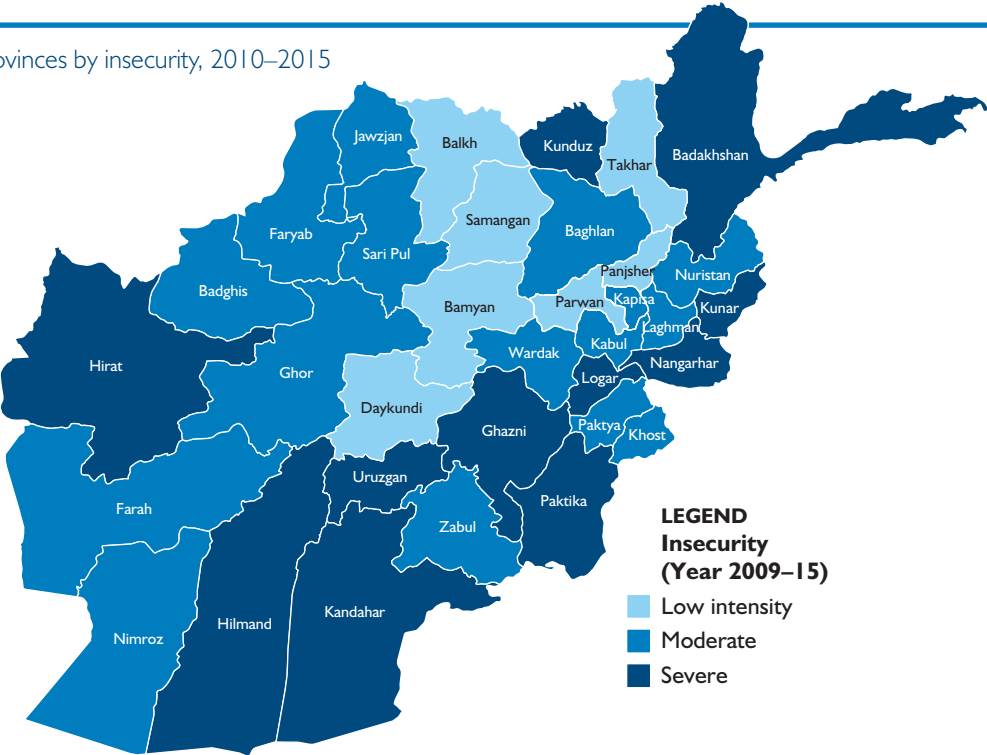 ovinces by insecurity, 2010–2015
Jawzjan
Balkh
Kunduz
Takhar
Badakhshan
Faryab
Sari Pul
Samangan
Baghlan
Badghis
Bamyan
Panjsher
Parwan
Kapisa
Nuristan
Kunar
Laghman
Hirat
Ghor
Wardak
Kabul
Nangarhar
Logar
Daykundi
Ghazni
Paktya
Khost
Uruzgan
Paktika
Farah
Zabul
Nimroz
Hilmand
Kandahar
LEGEND
Insecurity
(Year 2009–15)
Low intensity
Moderate
Severe